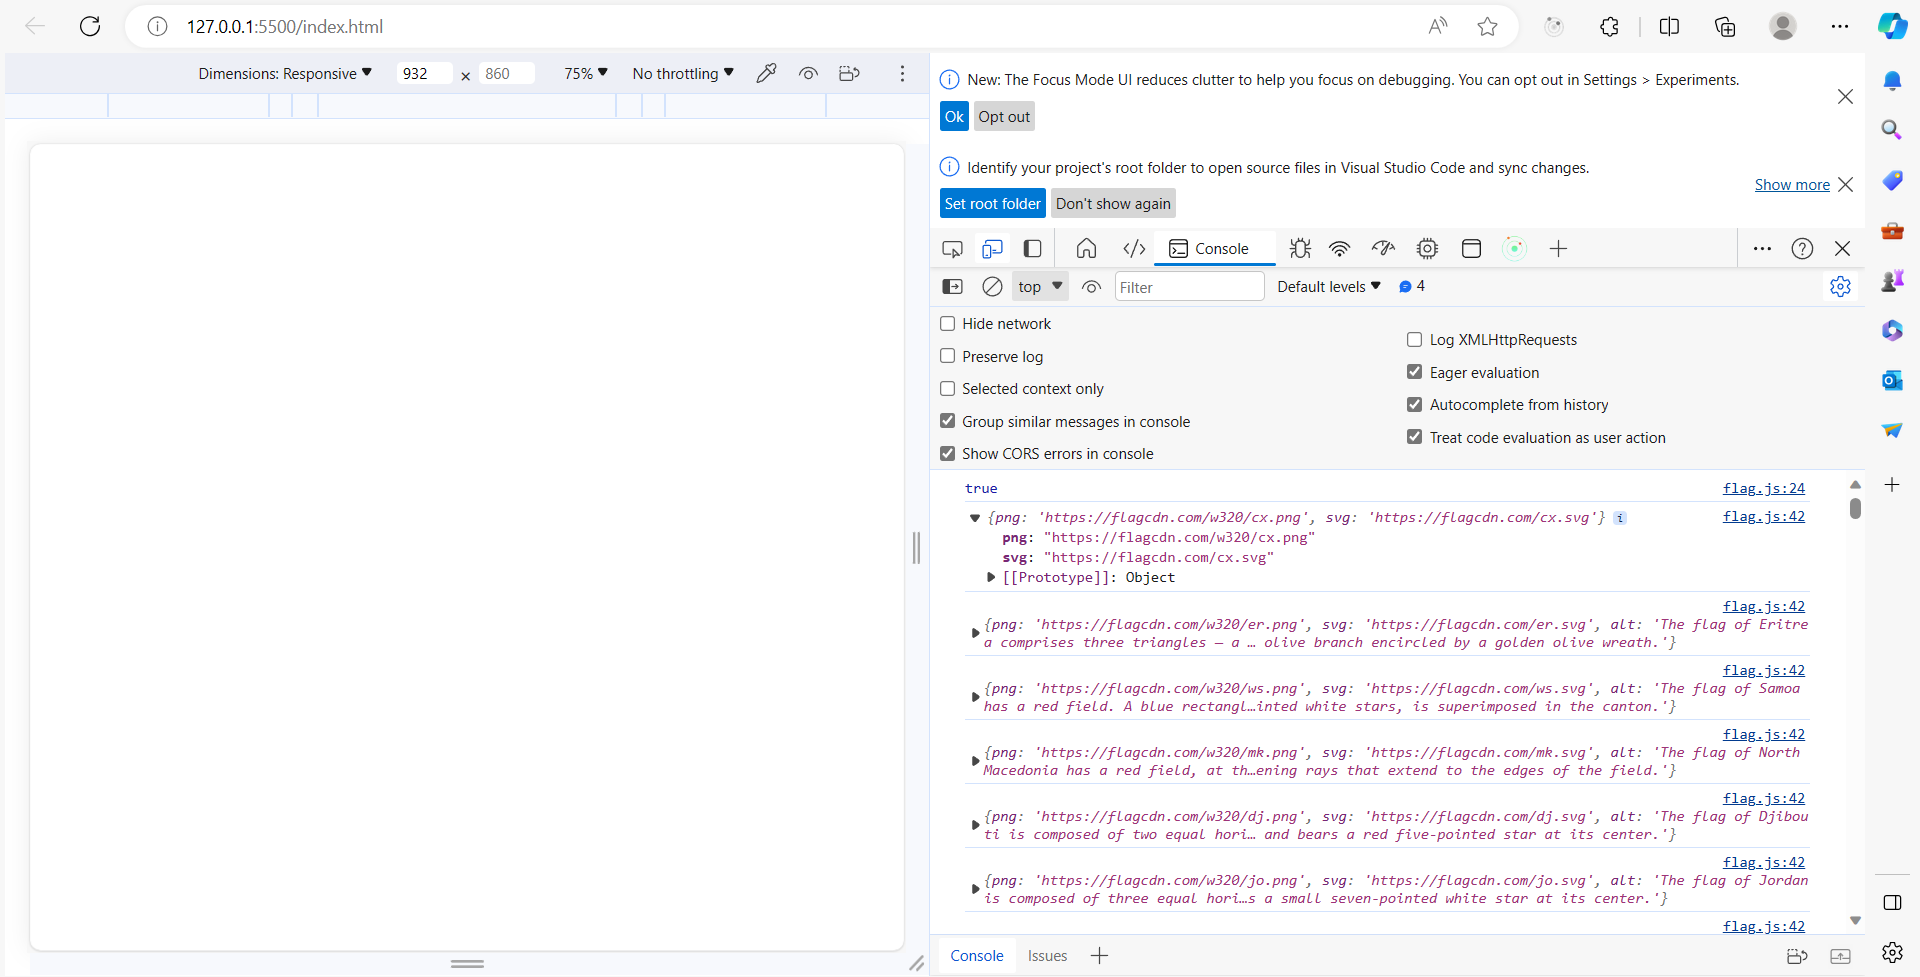 127.0.0.1:5500/index.html
Dimensions: Responsive 932 × 860 75% No throttling
New: The Focus Mode UI reduces clutter to help you focus on debugging. You can opt out in Settings > Experiments.
Ok Opt out
Identify your project's root folder to open source files in Visual Studio Code and sync changes.
Show more
Set root folder Don't show again
Console
top Filter Default levels 4
Hide network
Preserve log
Selected context only
Group similar messages in console
Show CORS errors in console
Log XMLHttpRequests
Eager evaluation
Autocomplete from history
Treat code evaluation as user action
true flag.js:24
{png: 'https://flagcdn.com/w320/cx.png', svg: 'https://flagcdn.com/cx.svg'} i flag.js:42
png: "https://flagcdn.com/w320/cx.png"
svg: "https://flagcdn.com/cx.svg"
[[Prototype]]: Object
flag.js:42
{png: 'https://flagcdn.com/w320/er.png', svg: 'https://flagcdn.com/er.svg', alt: 'The flag of Eritre
a comprises three triangles — a … olive branch encircled by a golden olive wreath.'}
flag.js:42
{png: 'https://flagcdn.com/w320/ws.png', svg: 'https://flagcdn.com/ws.svg', alt: 'The flag of Samoa
has a red field. A blue rectangl…inted white stars, is superimposed in the canton.'}
flag.js:42
{png: 'https://flagcdn.com/w320/mk.png', svg: 'https://flagcdn.com/mk.svg', alt: 'The flag of North
Macedonia has a red field, at th…ening rays that extend to the edges of the field.'}
flag.js:42
{png: 'https://flagcdn.com/w320/dj.png', svg: 'https://flagcdn.com/dj.svg', alt: 'The flag of Djibou
ti is composed of two equal hori… and bears a red five-pointed star at its center.'}
flag.js:42
{png: 'https://flagcdn.com/w320/jo.png', svg: 'https://flagcdn.com/jo.svg', alt: 'The flag of Jordan
is composed of three equal hori…s a small seven-pointed white star at its center.'}
flag.js:42
Console Issues